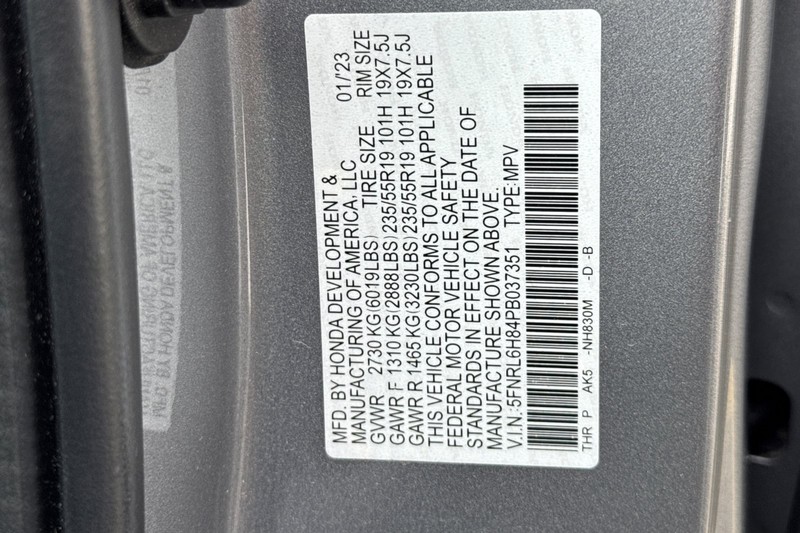 MFD. BY HONDA DEVELOPMENT &
MANUFACTURING OF AMERICA, LLC 01/'23
GVWR 2730 KG(6019LBS) TIRE SIZE RIM SIZE
GAWR F 1310 KG(2888LBS)235/55R19 101H 19X7.5J
GAWR R 1465 KG(3230LBS)235/55R19 101H 19X7.5J
THIS VEHICLE CONFORMS TO ALL APPLICABLE
FEDERAL MOTOR VEHICLE SAFETY
STANDARDS IN EFFECT ON THE DATE OF
MANUFACTURE SHOWN ABOVE.
V.I.N.:5FNRL6H84PB037351 TYPE:MPV
THR P AK5 -NH830M -D -B